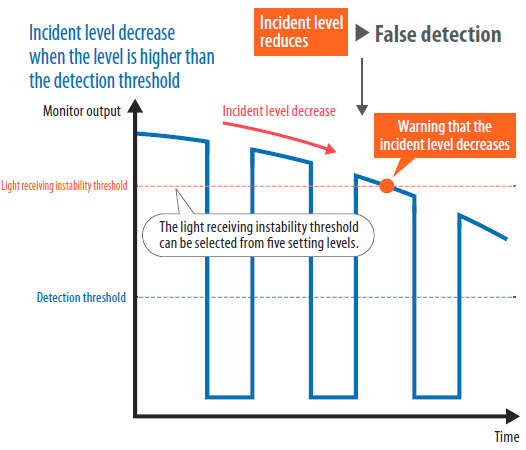 Incident level decrease
when the level is higher than
the detection threshold
Incident level
reduces
False detection
Monitor output
Incident level decrease
Warning that the
incident level decreases
Light receiving instability threshold
The light receiving instability threshold
can be selected from five setting levels.
Detection threshold
Time